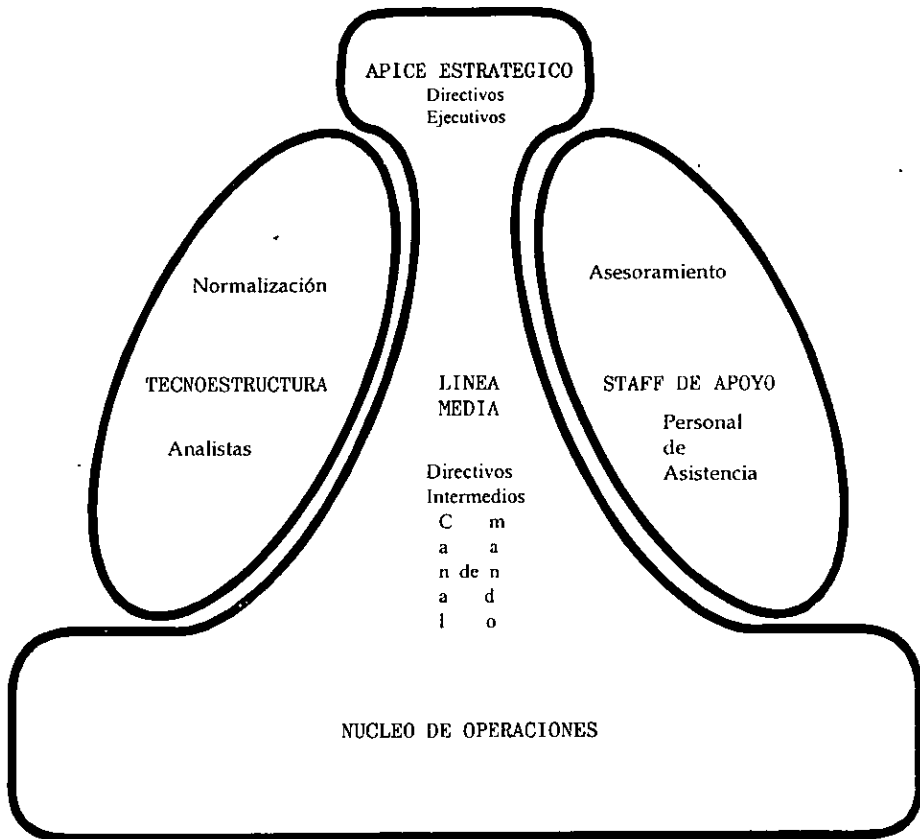 APICE ESTRATEGICO
Directivos
Ejecutivos
Normalización
TECNOESTRUCTURA
Analistas
LINEA
MEDIA
Directivos
Intermedios
C m
a a
n de n
a d
l o
Asesoramiento
STAFF DE APOYO
Personal
de
Asistencia
NUCLEO DE OPERACIONES